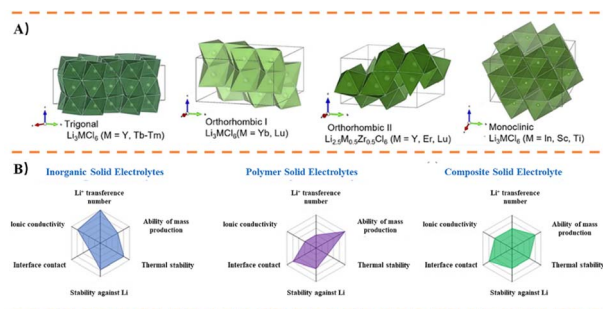 A)
Trigonal
Li₃MCl₆ (M = Y, Tb-Tm)
Orthorhombic I
Li₃MCl₆(M = Yb, Lu)
Orthorhombic II
Li₂.₅M₀.₅Zr₀.₅Cl₆ (M = Y, Er, Lu)
Monoclinic
Li₃MCl₆ (M = In, Sc, Ti)
B)
Inorganic Solid Electrolytes
Li⁺ transference
number
Ionic conductivity
Ability of mass
production
Interface contact
Thermal stability
Stability against Li
Polymer Solid Electrolytes
Li⁺ transference
number
Ionic conductivity
Ability of mass
production
Interface contact
Thermal stability
Stability against Li
Composite Solid Electrolyte
Li⁺ transference
number
Ionic conductivity
Ability of mass
production
Interface contact
Thermal stability
Stability against Li